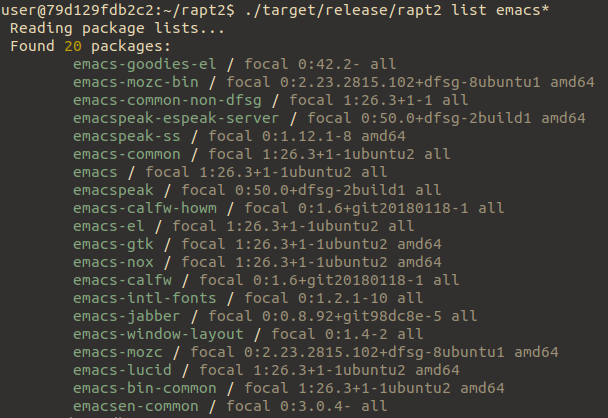 user@79d129fdb2c2:~/rapt2$ ./target/release/rapt2 list emacs*
Reading package lists...
Found 20 packages:
emacs-goodies-el / focal 0:42.2- all
emacs-mozc-bin / focal 0:2.23.2815.102+dfsg-8ubuntu1 amd64
emacs-common-non-dfsg / focal 1:26.3+1-1 all
emacspeak-espeak-server / focal 0:50.0+dfsg-2build1 amd64
emacspeak-ss / focal 0:1.12.1-8 amd64
emacs-common / focal 1:26.3+1-1ubuntu2 all
emacs / focal 1:26.3+1-1ubuntu2 all
emacspeak / focal 0:50.0+dfsg-2build1 all
emacs-calfw-howm / focal 0:1.6+git20180118-1 all
emacs-el / focal 1:26.3+1-1ubuntu2 all
emacs-gtk / focal 1:26.3+1-1ubuntu2 amd64
emacs-nox / focal 1:26.3+1-1ubuntu2 amd64
emacs-calfw / focal 0:1.6+git20180118-1 all
emacs-intl-fonts / focal 0:1.2.1-10 all
emacs-jabber / focal 0:0.8.92+git98dc8e-5 all
emacs-window-layout / focal 0:1.4-2 all
emacs-mozc / focal 0:2.23.2815.102+dfsg-8ubuntu1 amd64
emacs-lucid / focal 1:26.3+1-1ubuntu2 amd64
emacs-bin-common / focal 1:26.3+1-1ubuntu2 amd64
emacsen-common / focal 0:3.0.4- all